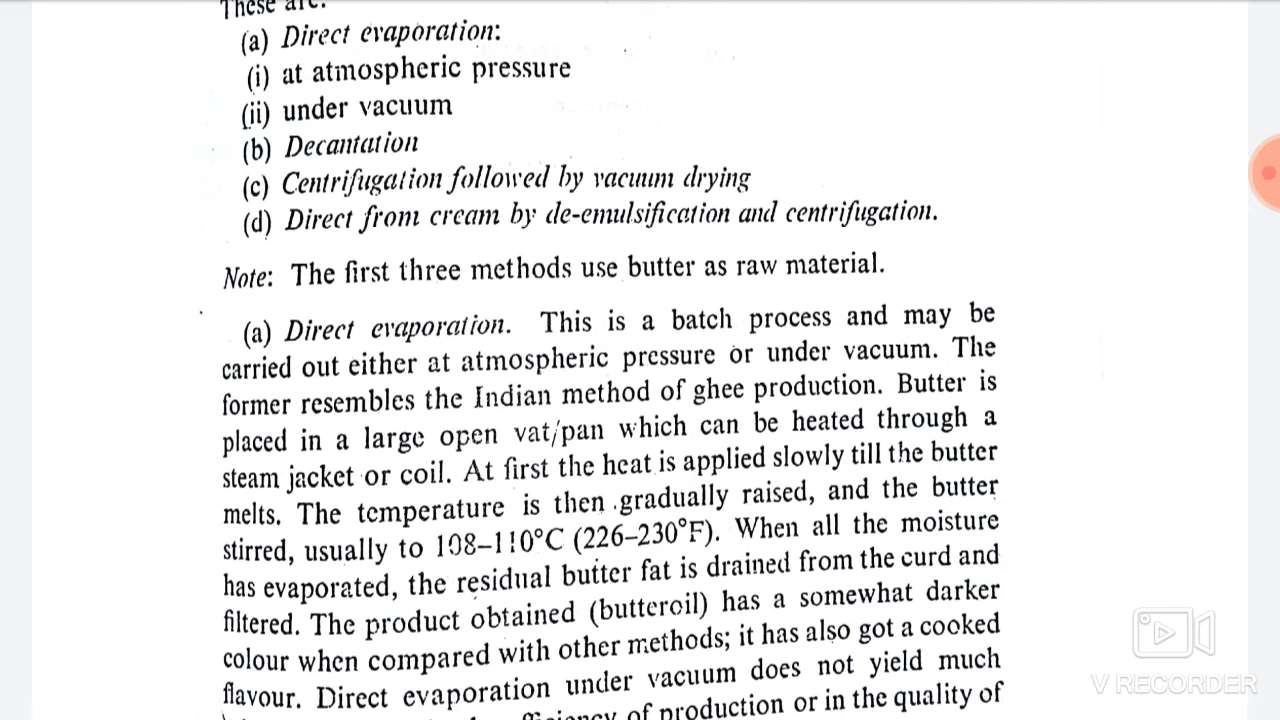 These are:
(a) Direct evaporation:
(i) at atmospheric pressure
(ii) under vacuum
(b) Decantation
(c) Centrifugation followed by vacuum drying
(d) Direct from cream by de-emulsification and centrifugation.
Note: The first three methods use butter as raw material.
(a) Direct evaporation. This is a batch process and may be
carried out either at atmospheric pressure or under vacuum. The
former resembles the Indian method of ghee production. Butter is
placed in a large open vat/pan which can be heated through a
steam jacket or coil. At first the heat is applied slowly till the butter
melts. The temperature is then gradually raised, and the butter
stirred, usually to 108–110°C (226–230°F). When all the moisture
has evaporated, the residual butter fat is drained from the curd and
filtered. The product obtained (butteroil) has a somewhat darker
colour when compared with other methods; it has also got a cooked
flavour. Direct evaporation under vacuum does not yield much
of production or in the quality of
V RECORDER